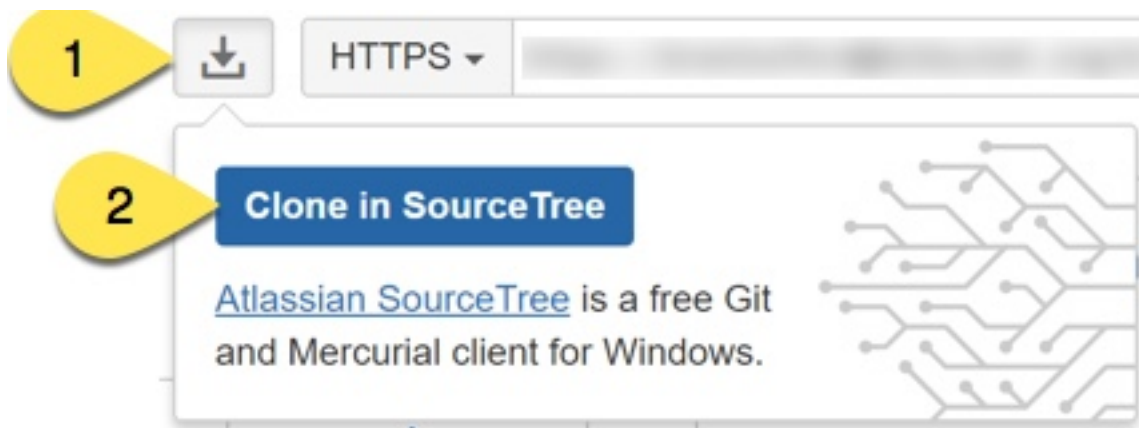 1
HTTPS
2
Clone in SourceTree
Atlassian SourceTree is a free Git
and Mercurial client for Windows.